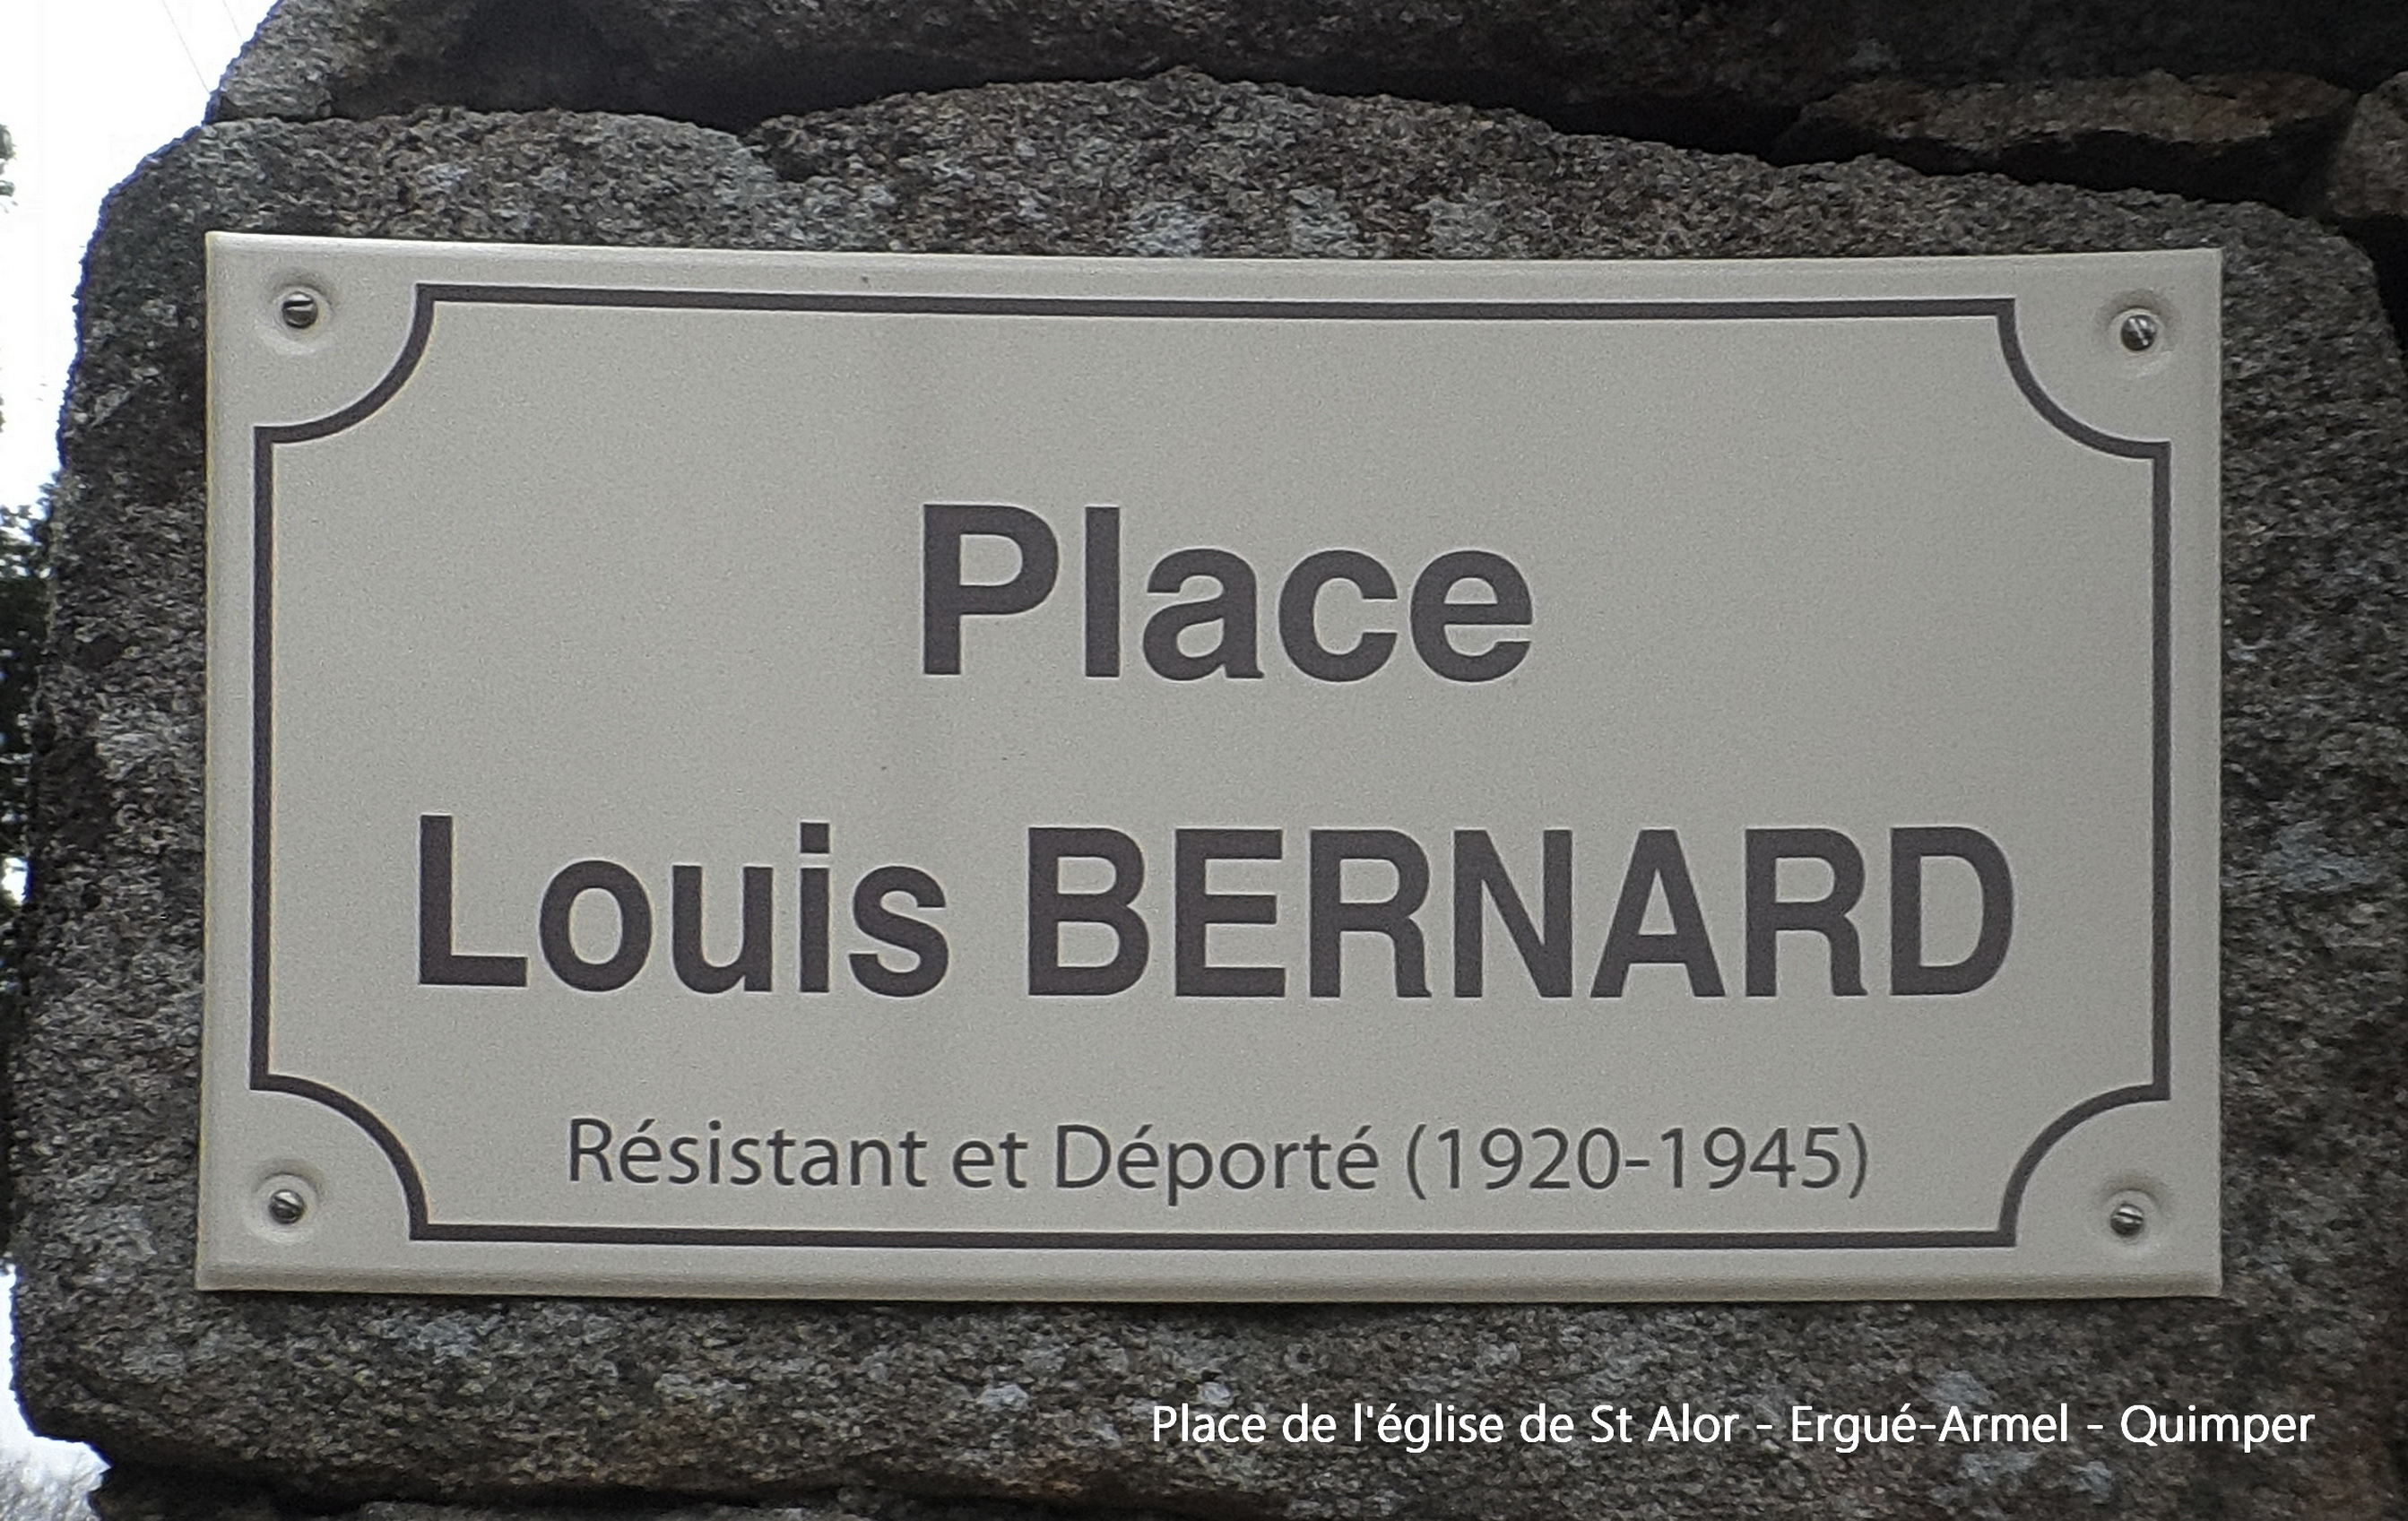 Place
Louis BERNARD
Résistant et Déporté (1920-1945)
Place de l'église de St Alor - Ergué-Armel - Quimper